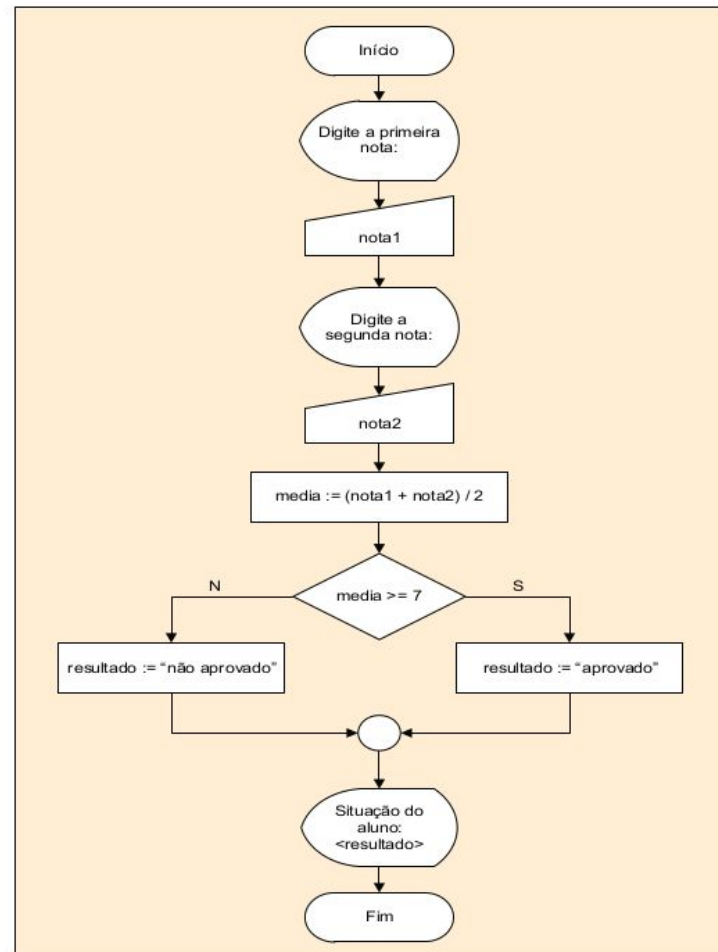 Início
Digite a primeira
nota:
nota1
Digite a
segunda nota:
nota2
media := (nota1 + nota2) / 2
media >= 7
N
S
resultado := “não aprovado”
resultado := “aprovado”
Situação do
aluno:
<resultado>
Fim